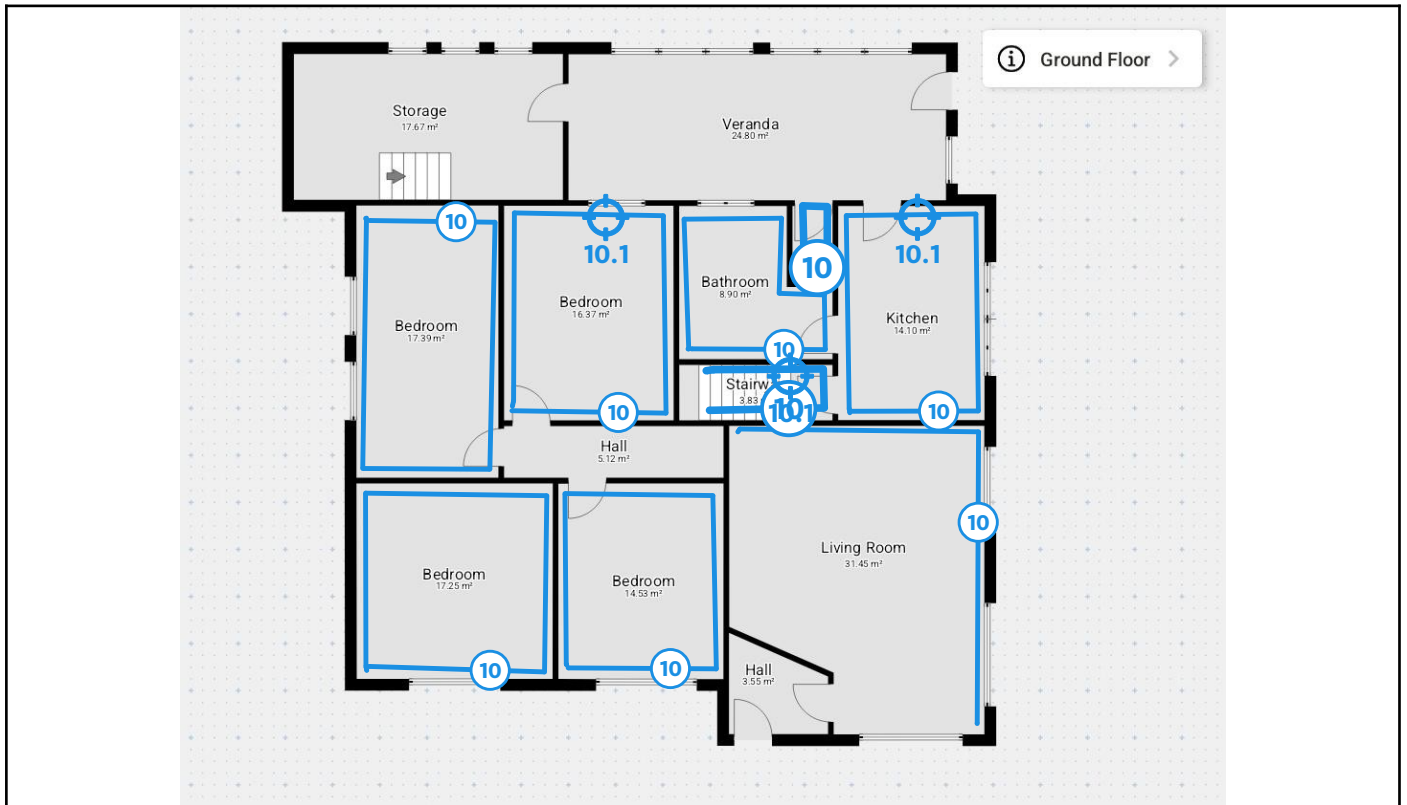 Ground Floor
Storage
17.67 m²
Veranda
24.80 m²
10
10.1
10.1
10
Bathroom
8.90 m²
Bedroom
16.37 m²
Bedroom
17.39 m²
Kitchen
14.10 m²
10
Stairw
3.83
10
10.1
10
10
Hall
5.12 m²
10
Living Room
31.45 m²
Bedroom
17.25 m²
Bedroom
14.53 m²
Hall
3.55 m²
10
10